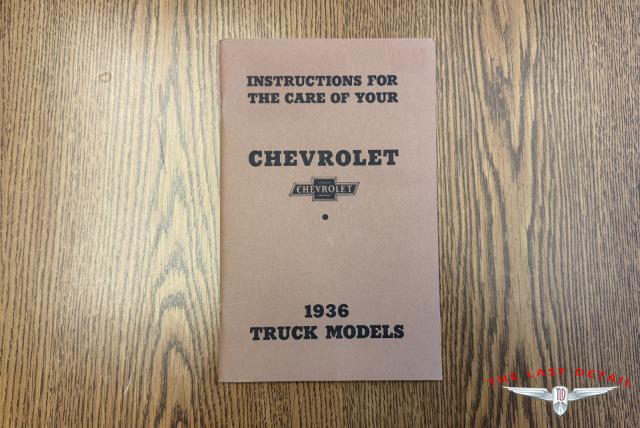 INSTRUCTIONS FOR
THE CARE OF YOUR
CHEVROLET
CHEVROLET
1936
TRUCK MODELS
THE LAST DETAIL